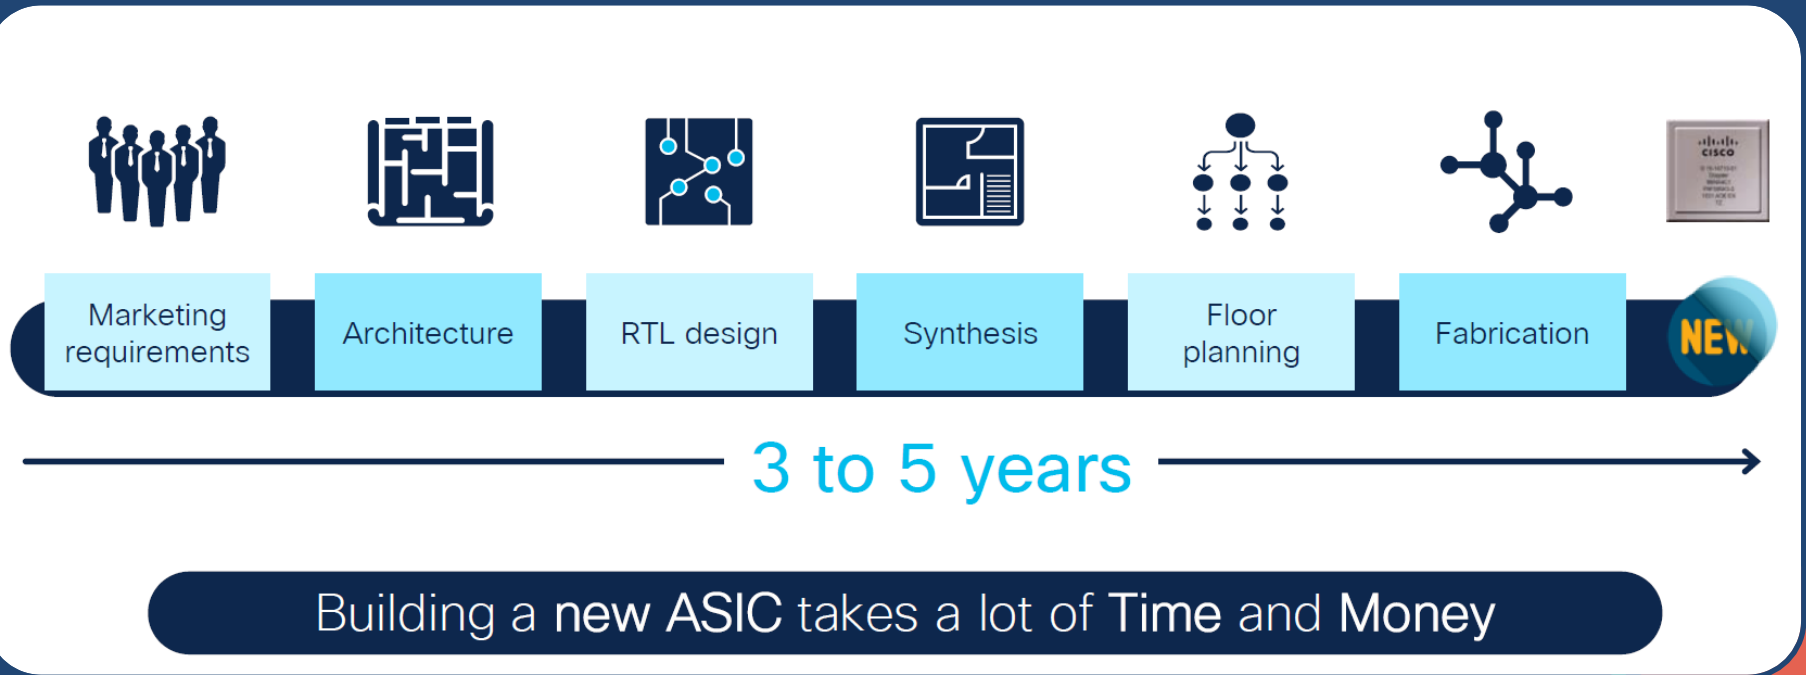 CISCO
Marketing
requirements
Architecture
RTL design
Synthesis
Floor
planning
Fabrication
NEW
3 to 5 years
Building a new ASIC takes a lot of Time and Money